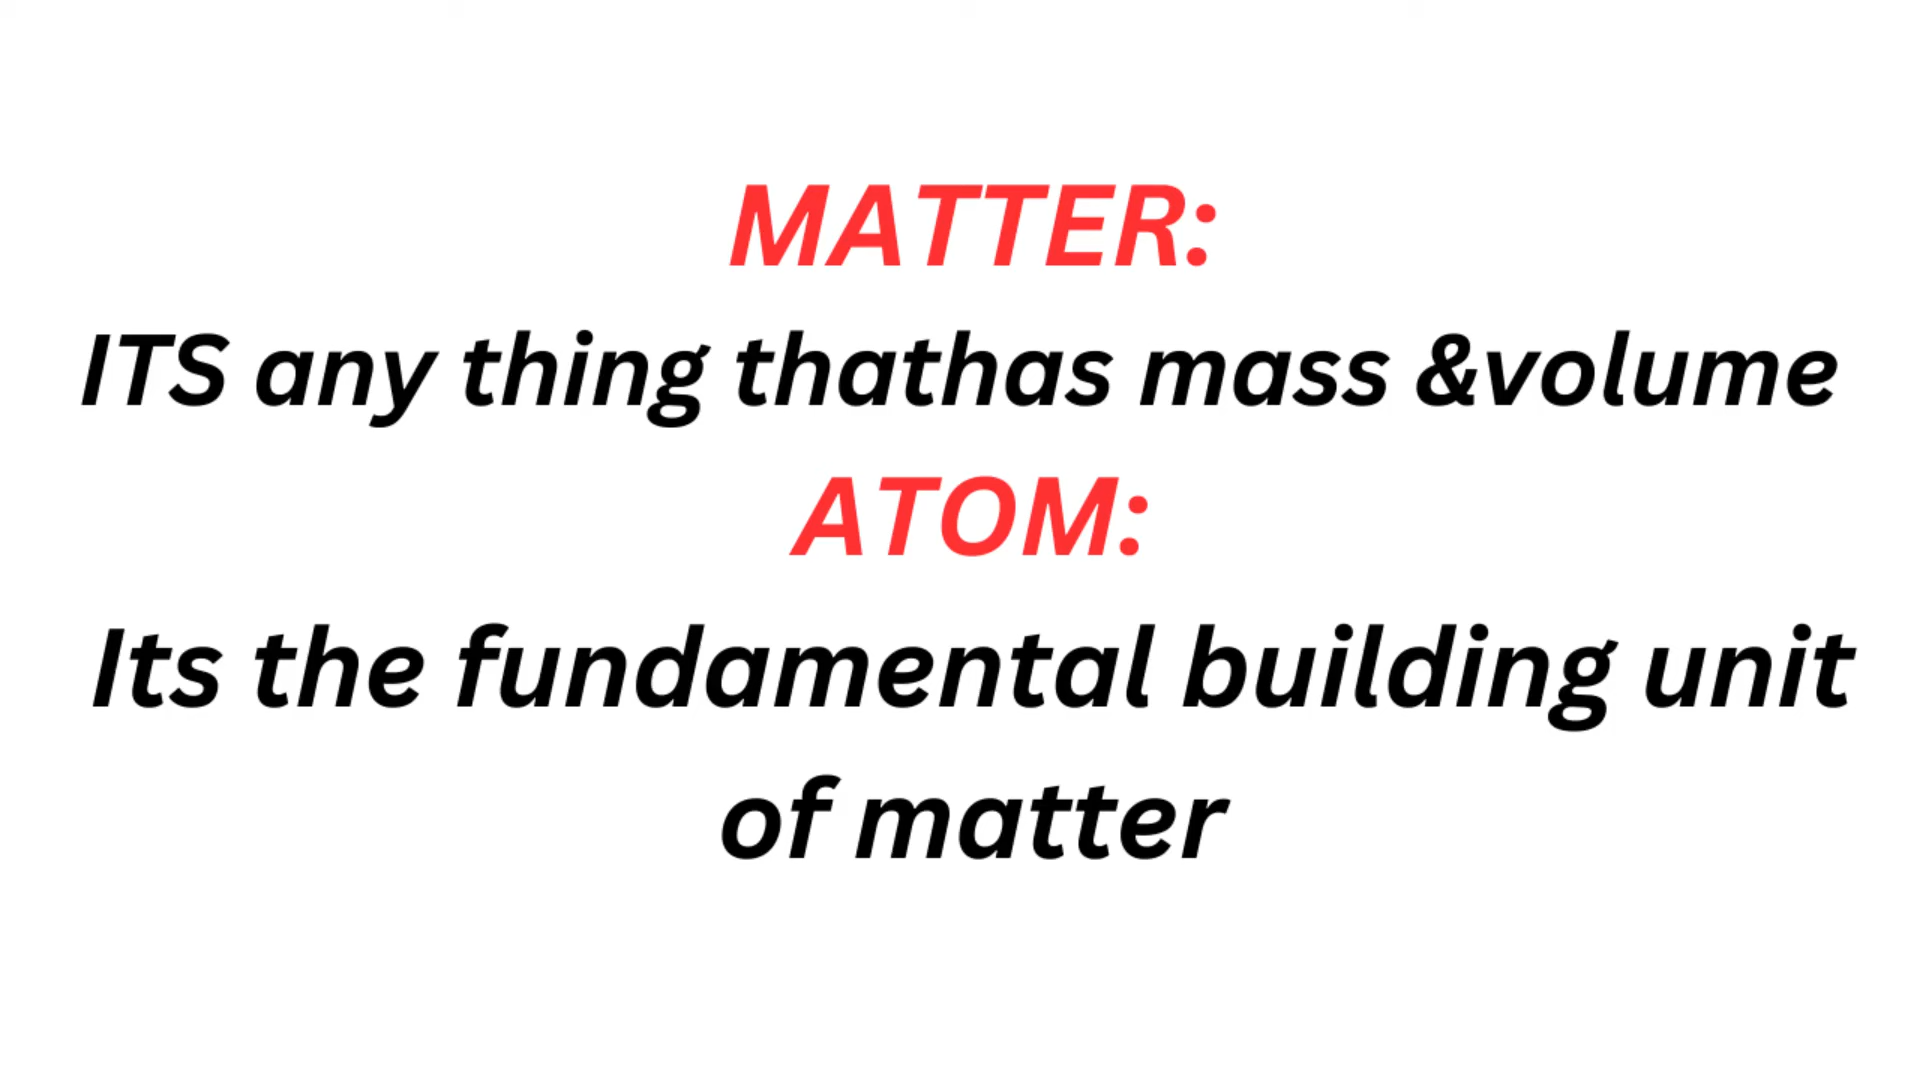 MATTER:
ITS any thing thathas mass &volume
ATOM:
Its the fundamental building unit
of matter